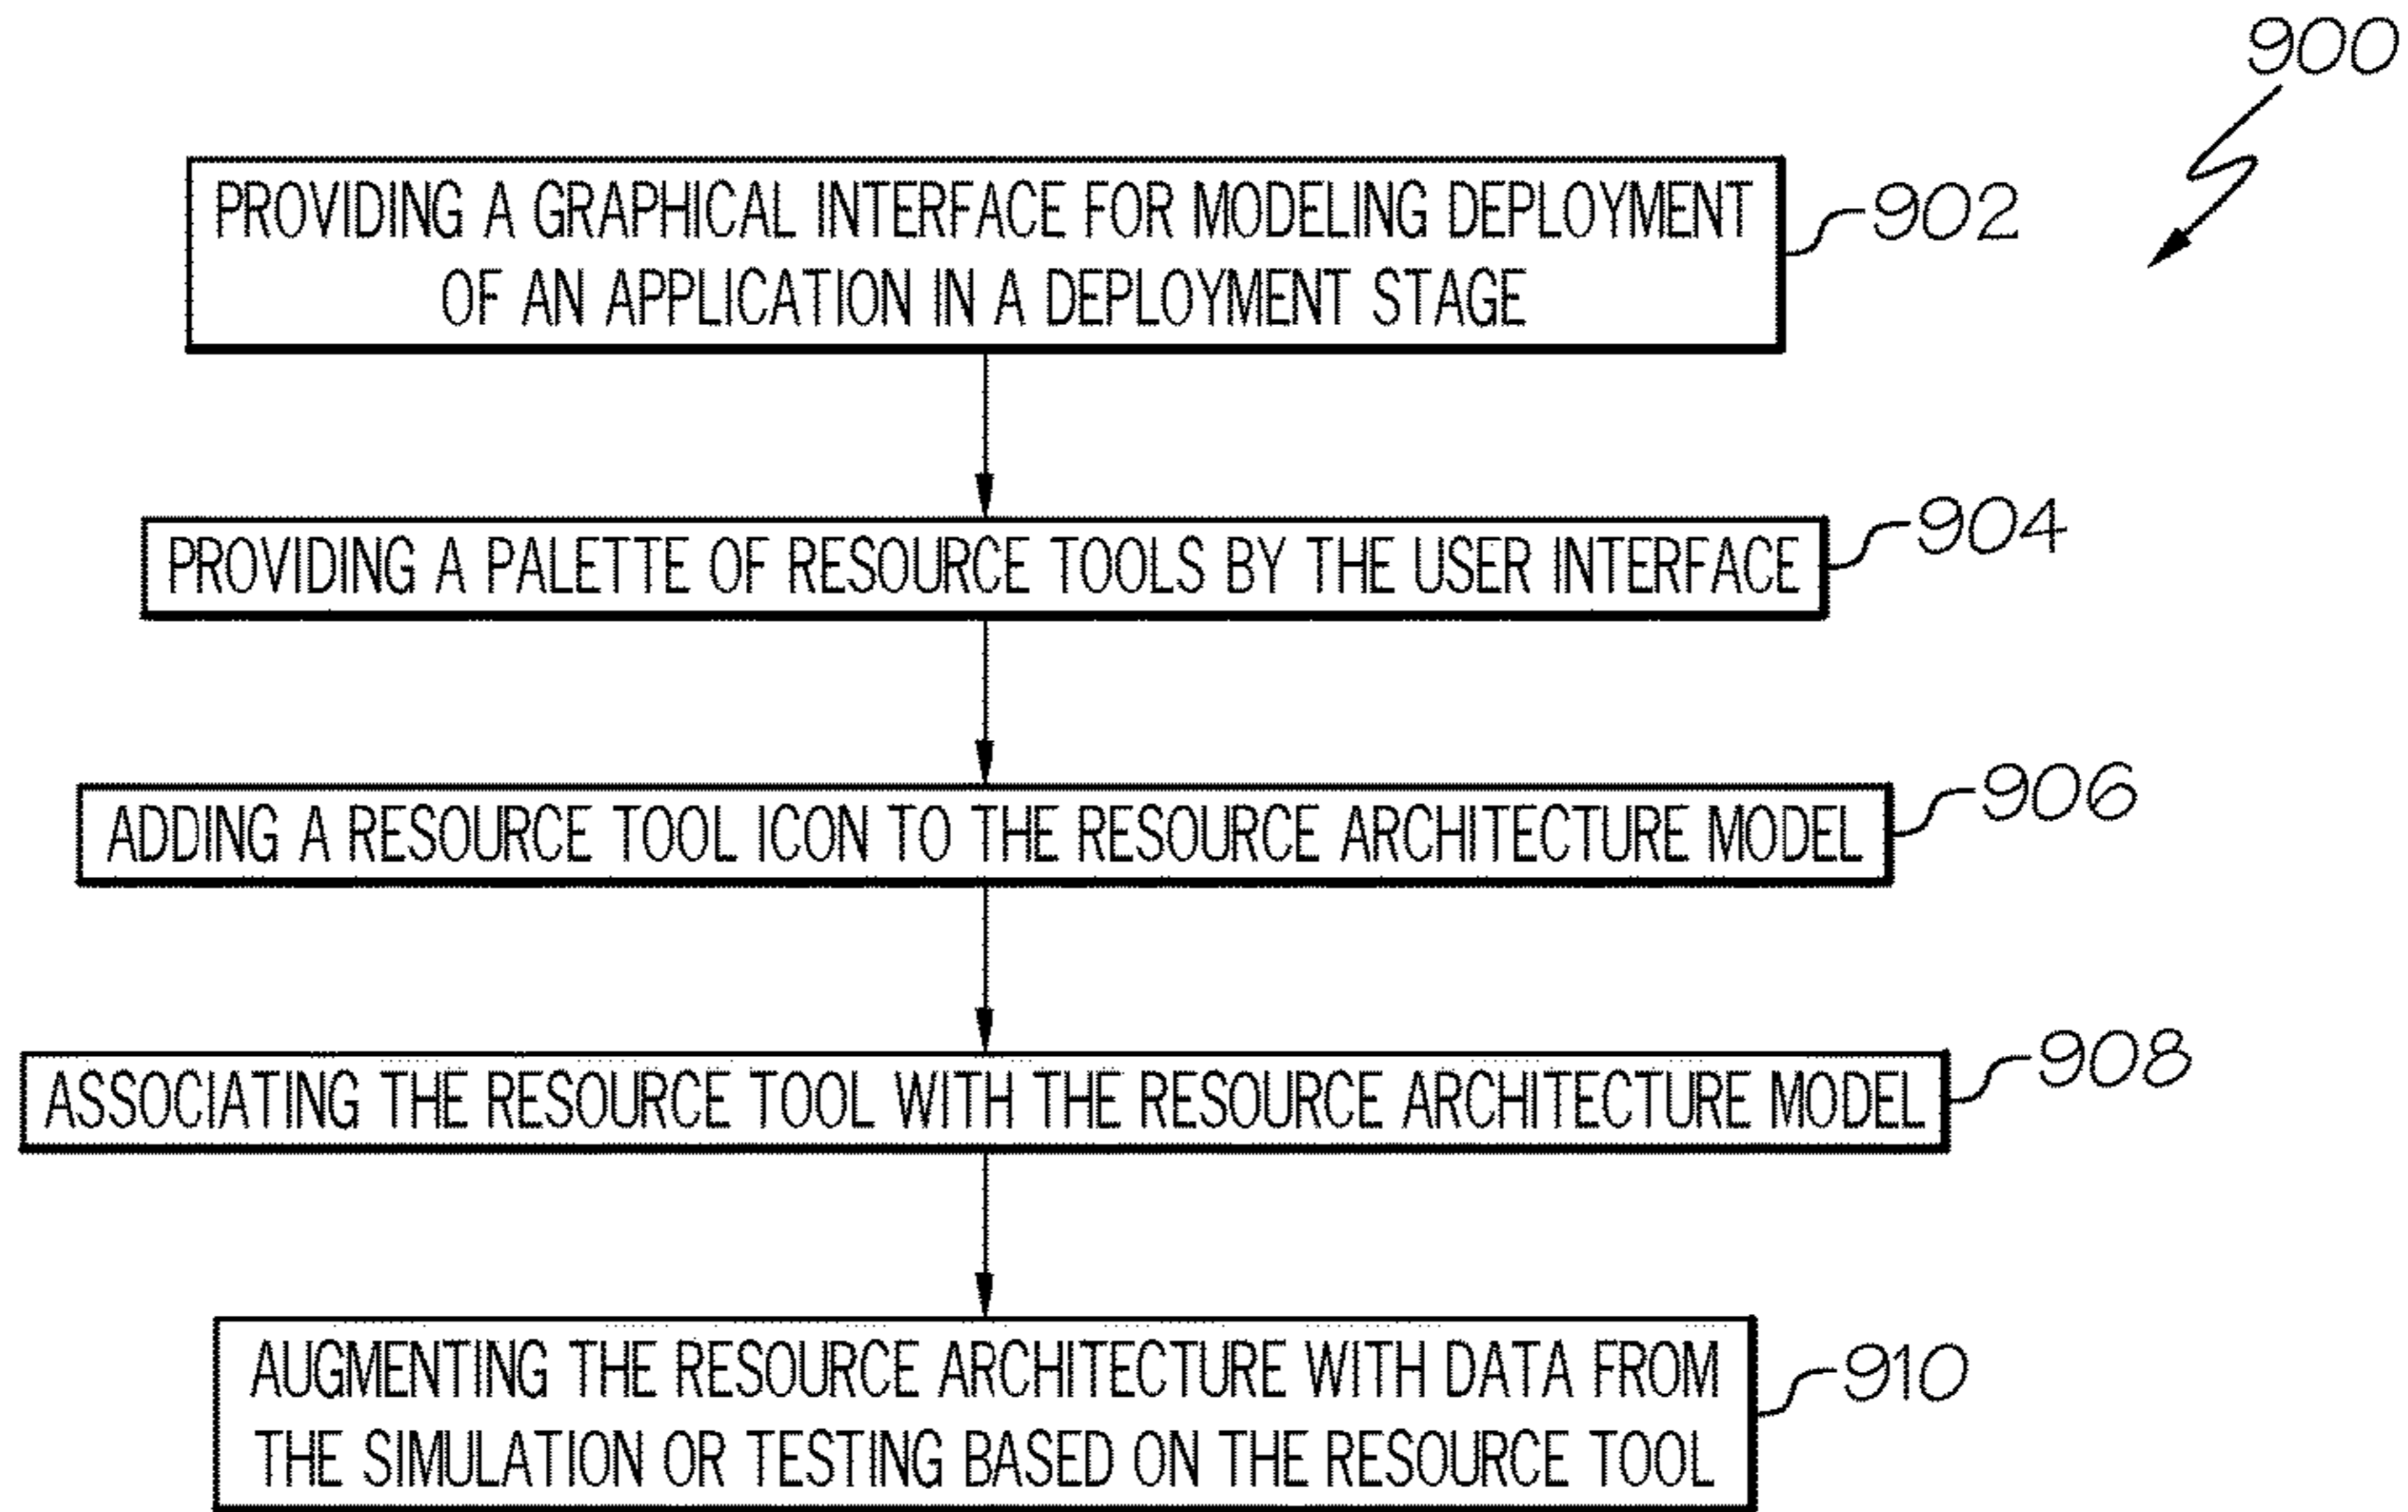 900
PROVIDING A GRAPHICAL INTERFACE FOR MODELING DEPLOYMENT
OF AN APPLICATION IN A DEPLOYMENT STAGE
902
PROVIDING A PALETTE OF RESOURCE TOOLS BY THE USER INTERFACE
904
ADDING A RESOURCE TOOL ICON TO THE RESOURCE ARCHITECTURE MODEL
906
ASSOCIATING THE RESOURCE TOOL WITH THE RESOURCE ARCHITECTURE MODEL
908
AUGMENTING THE RESOURCE ARCHITECTURE WITH DATA FROM
THE SIMULATION OR TESTING BASED ON THE RESOURCE TOOL
910